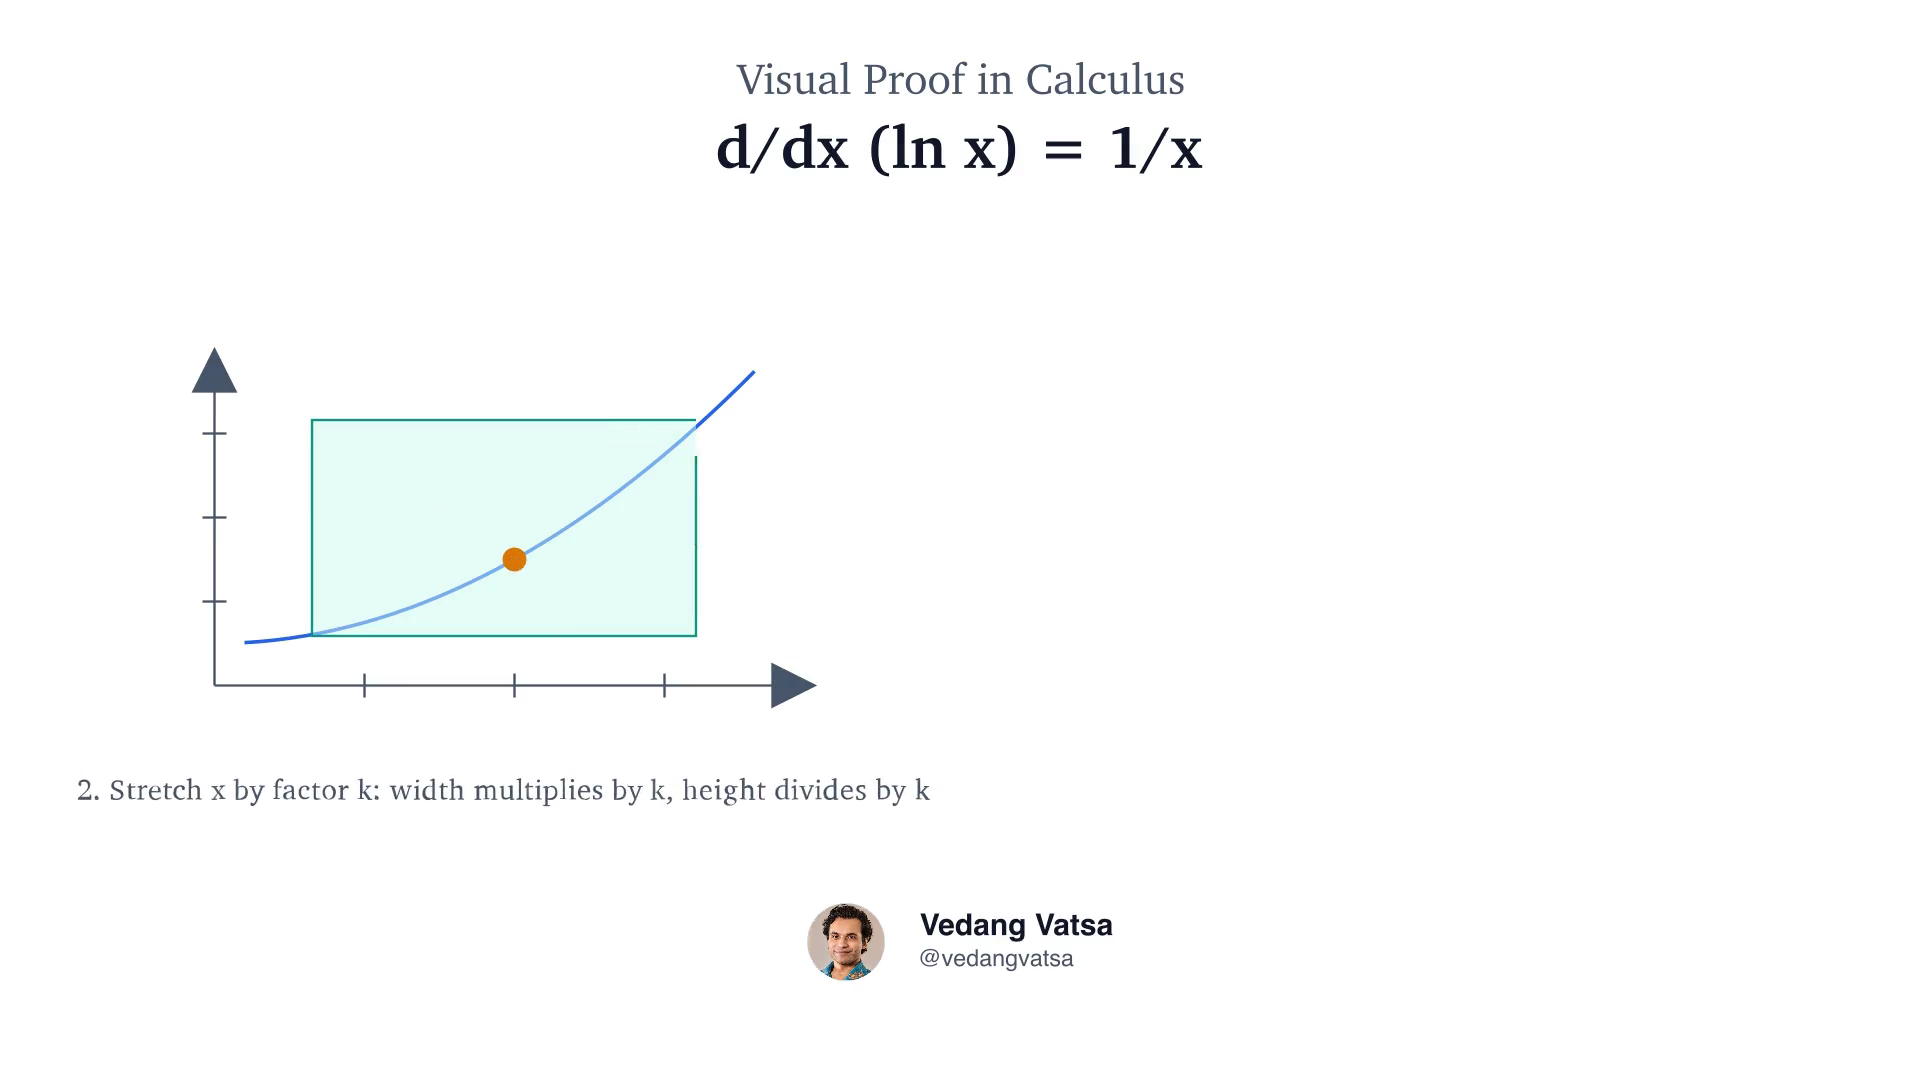 Visual Proof in Calculus
d/dx (ln x) = 1/x
2. Stretch x by factor k: width multiplies by k, height divides by k
Vedang Vatsa
@vedangvatsa